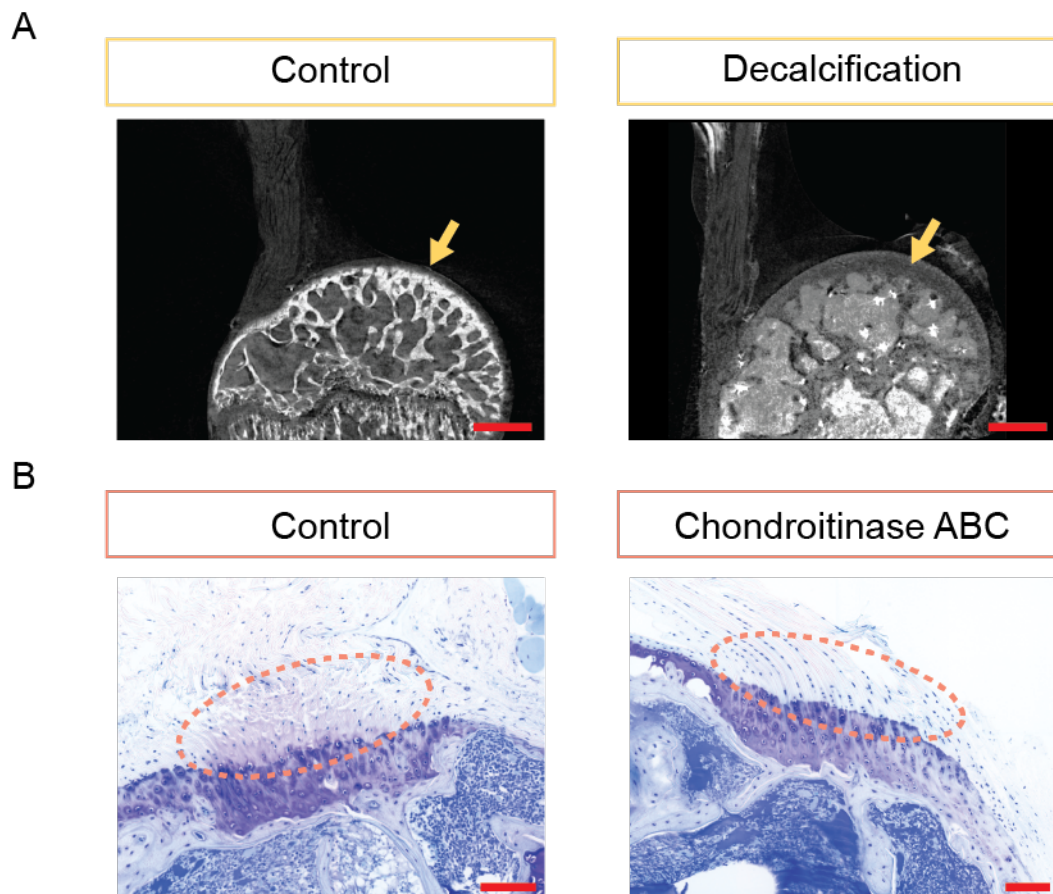 A
Control
Decalcification
B
Control
Chondroitinase ABC